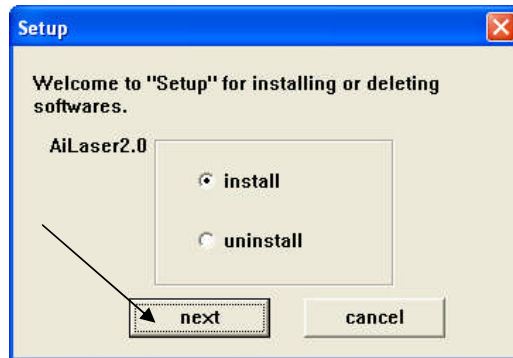 Setup
Welcome to "Setup" for installing or deleting
softwares.
AiLaser2.0
install
uninstall
next
cancel